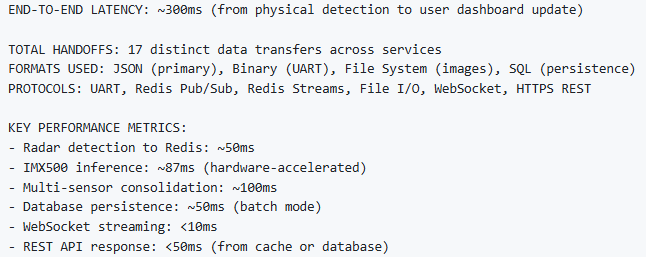 END-TO-END LATENCY: ~300ms (from physical detection to user dashboard update)
TOTAL HANDOFFS: 17 distinct data transfers across services
FORMATS USED: JSON (primary), Binary (UART), File System (images), SQL (persistence)
PROTOCOLS: UART, Redis Pub/Sub, Redis Streams, File I/O, WebSocket, HTTPS REST
KEY PERFORMANCE METRICS:
- Radar detection to Redis: ~50ms
- IMX500 inference: ~87ms (hardware-accelerated)
- Multi-sensor consolidation: ~100ms
- Database persistence: ~50ms (batch mode)
- WebSocket streaming: <10ms
- REST API response: <50ms (from cache or database)